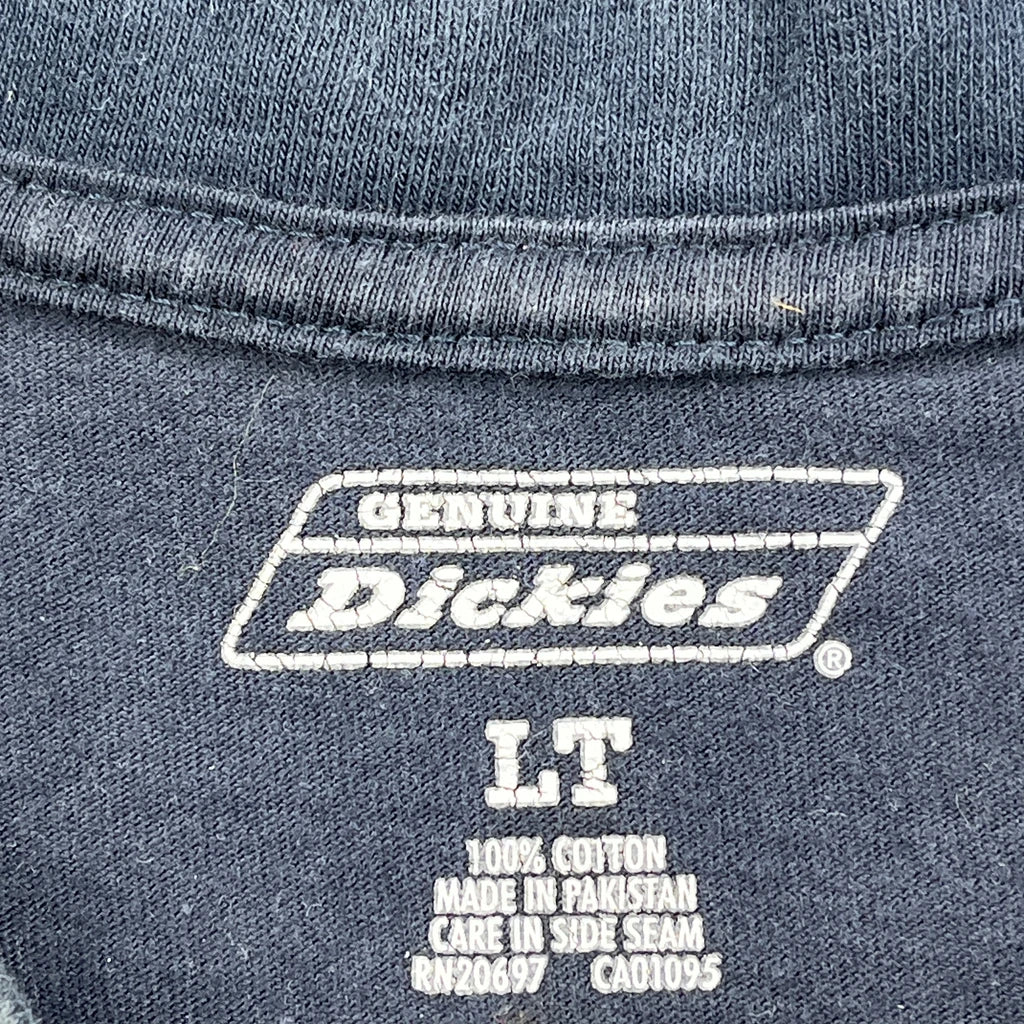 GENUINE
Dickies®
LT
100% COTTON
MADE IN PAKISTAN
CARE IN SIDE SEAM
RN20697 CA01095